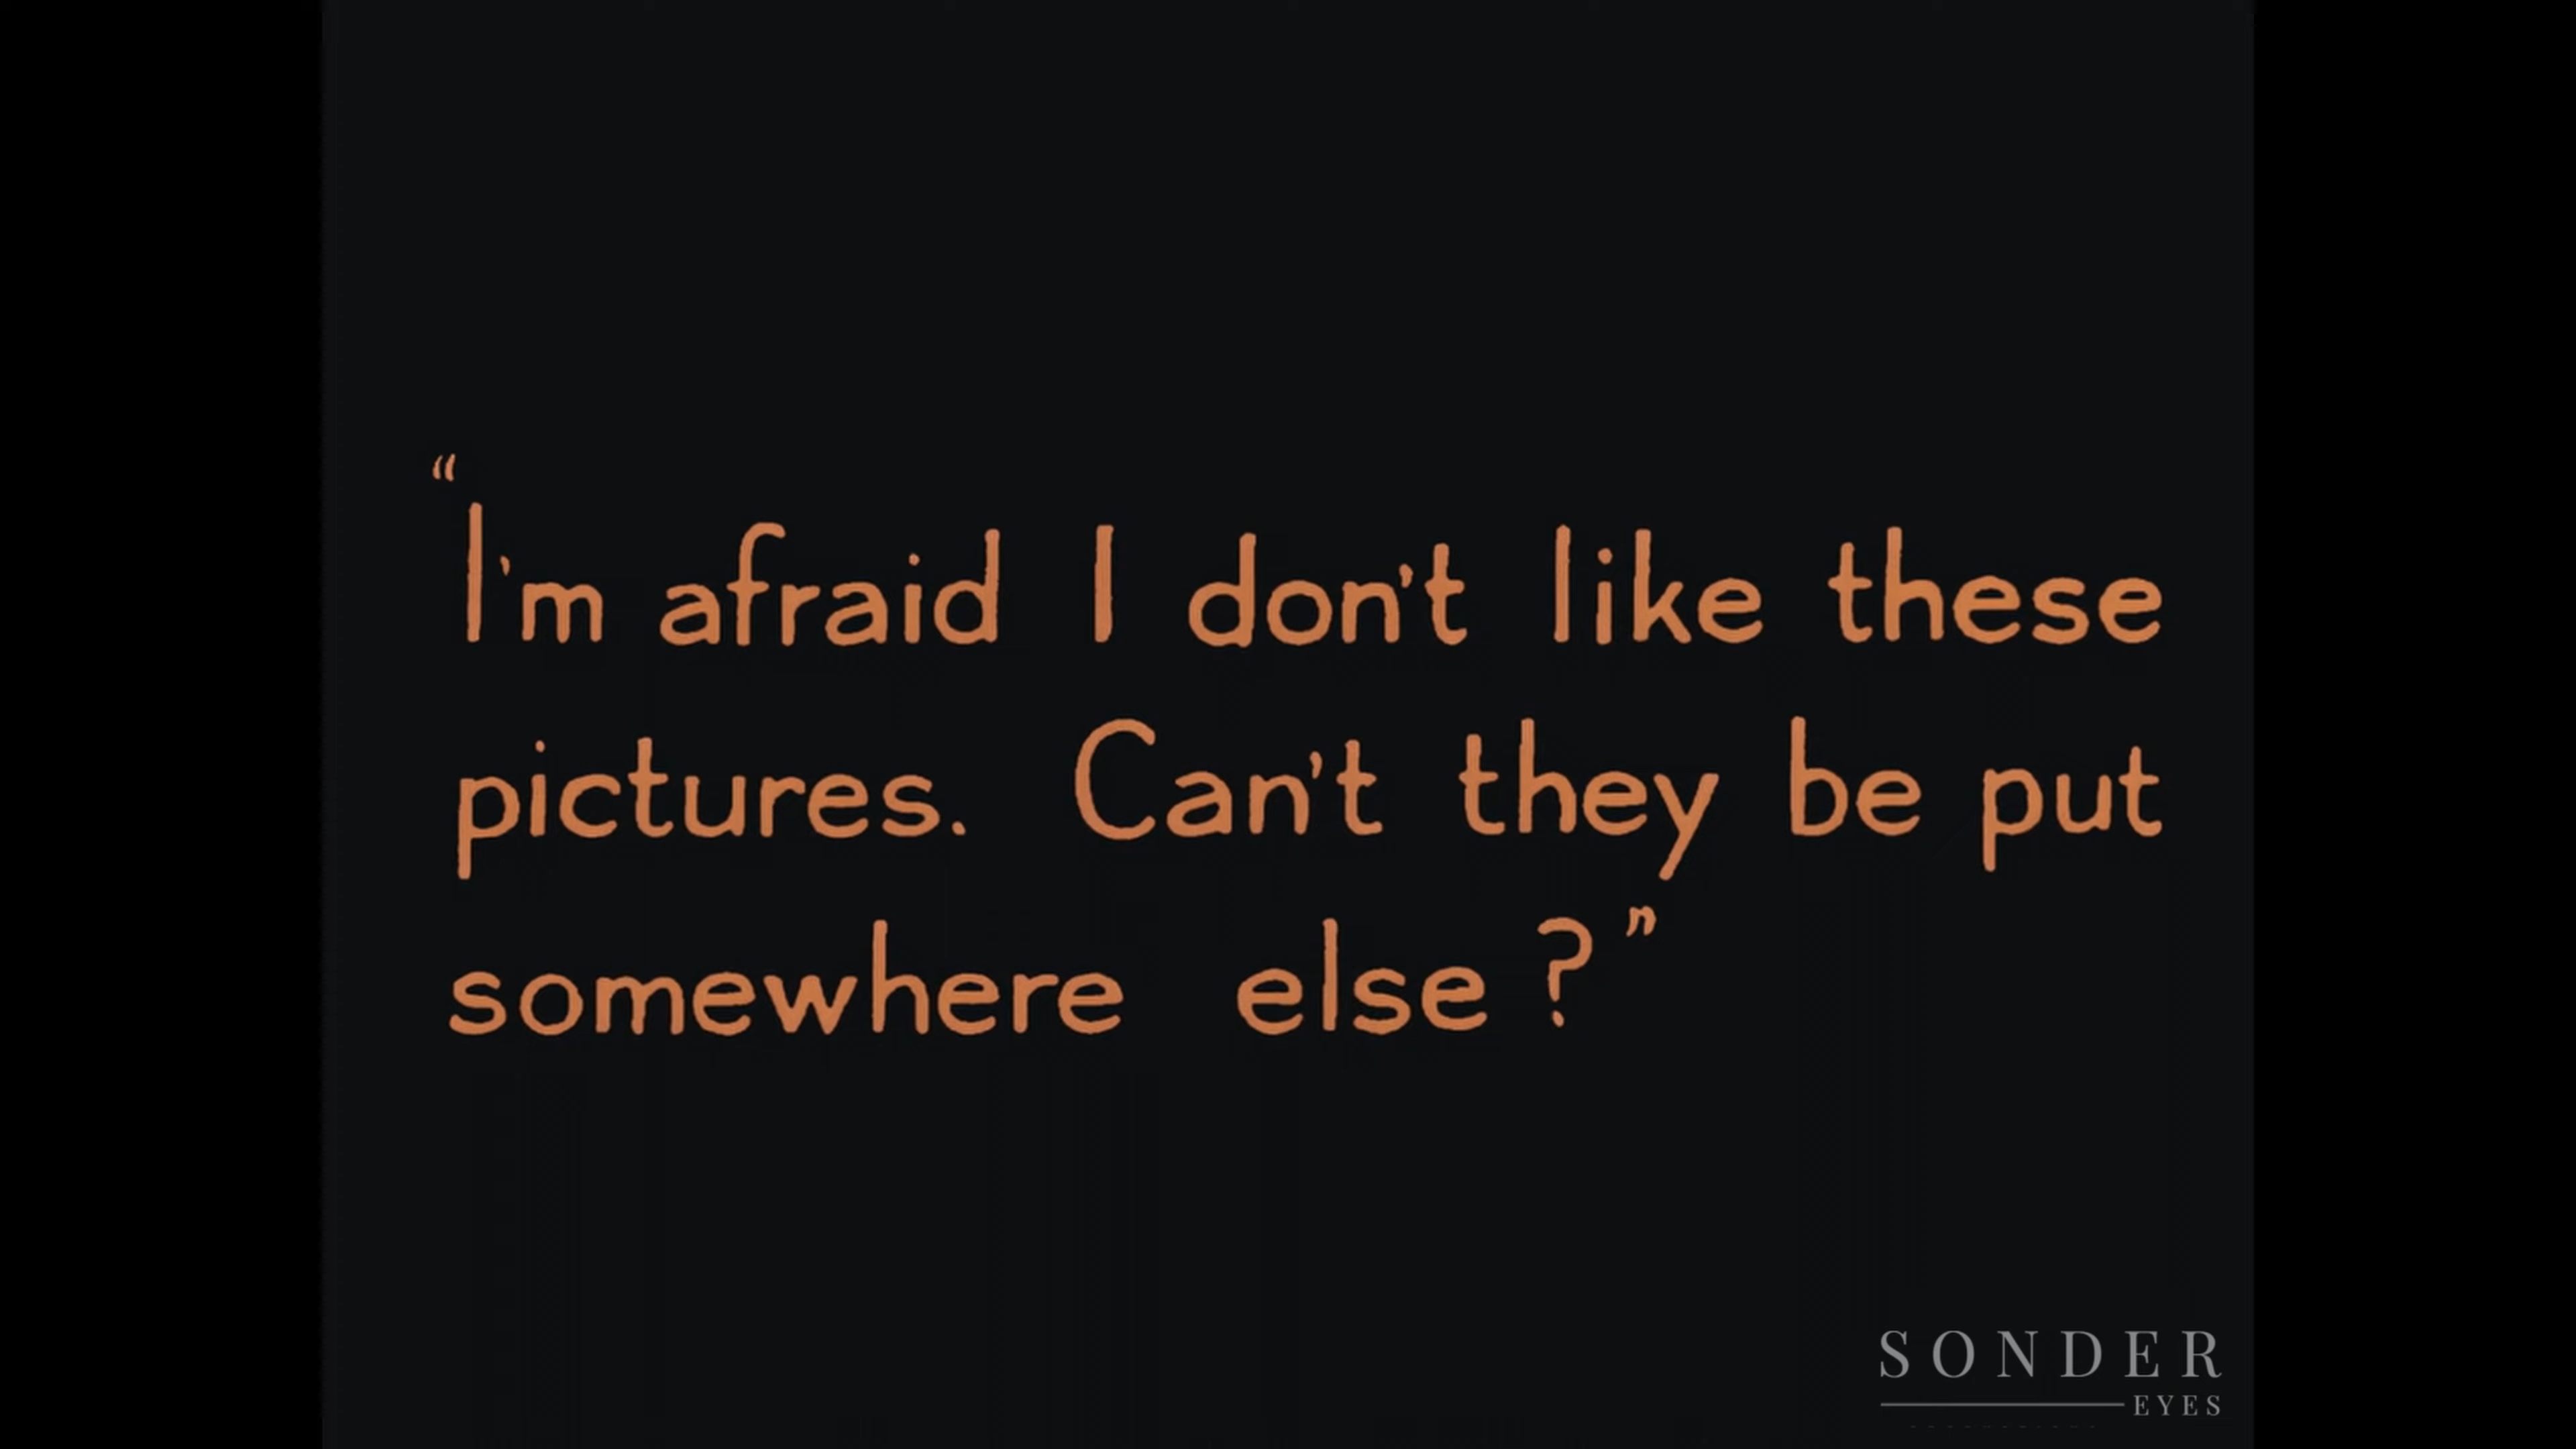 “I'm afraid I don't like these
pictures. Can't they be put
somewhere else?”
SONDER
EYES